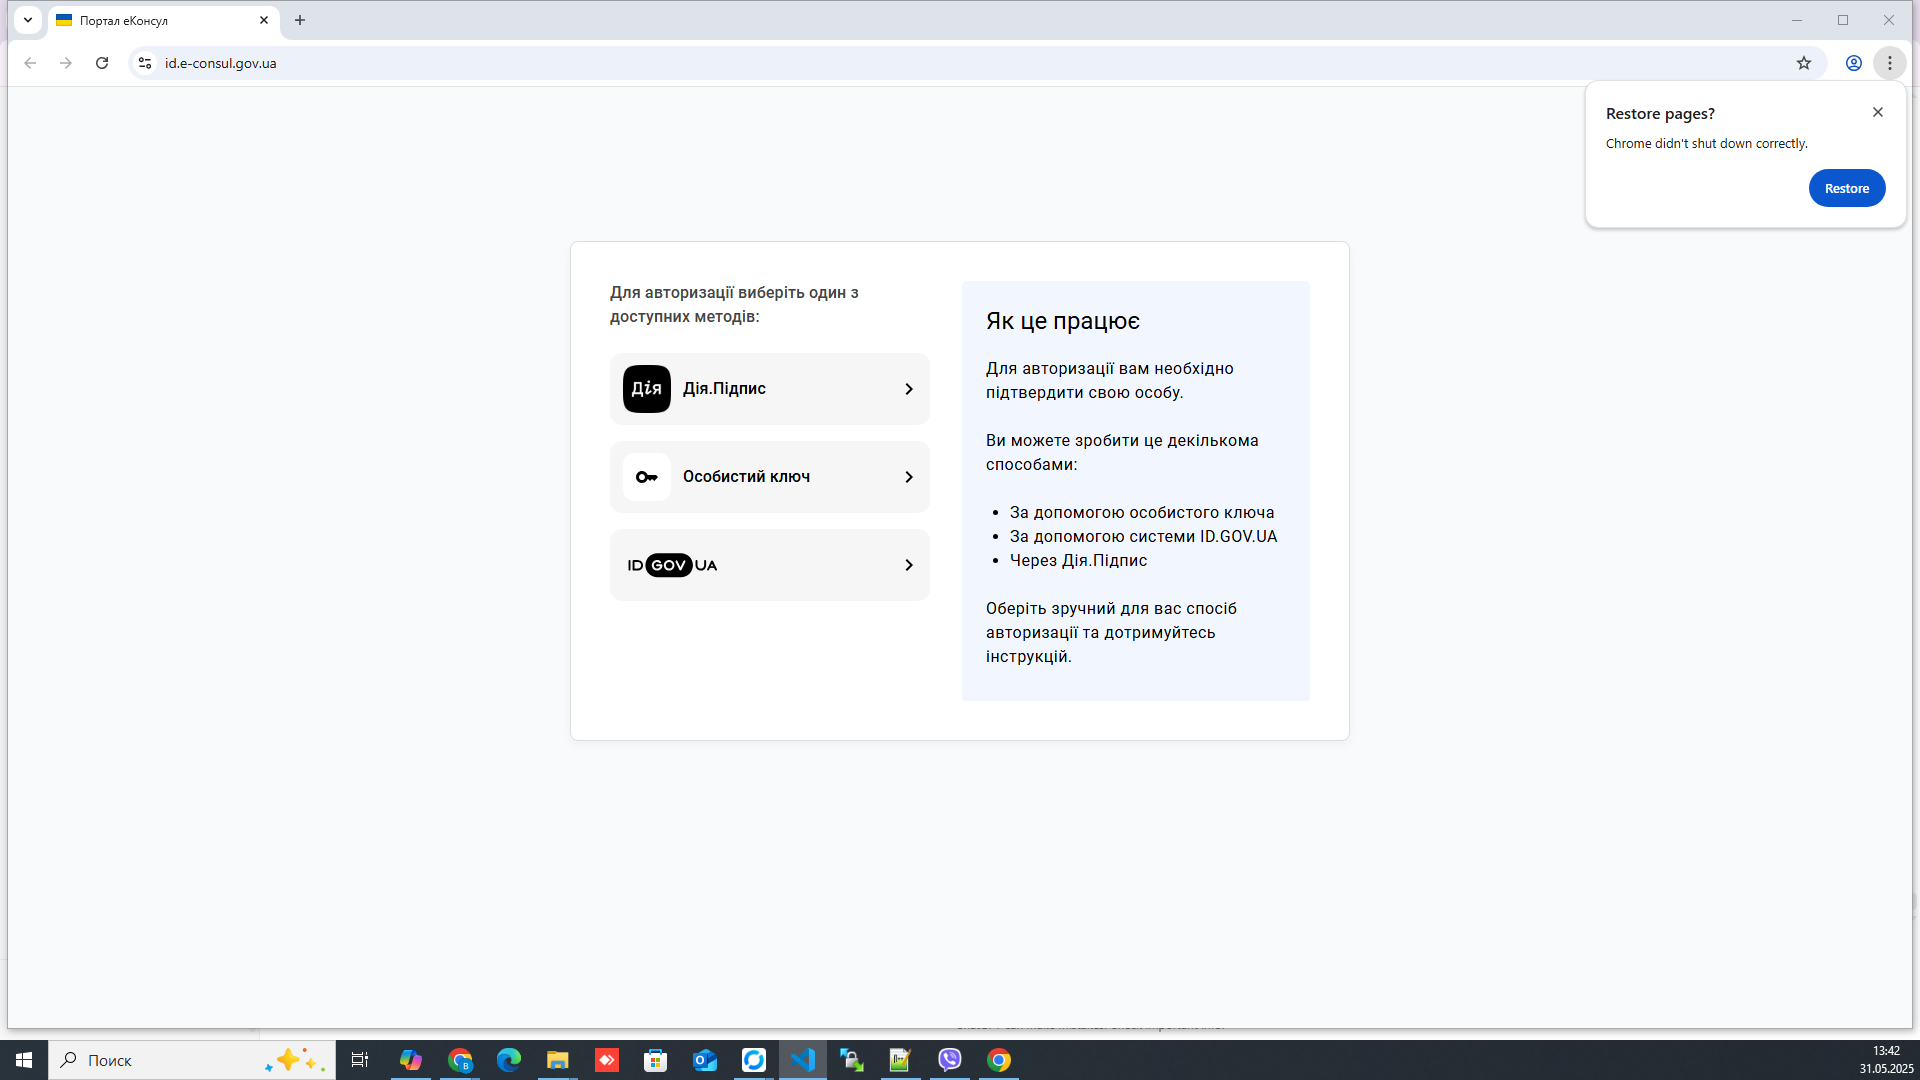 Портал еКонсул
id.e-consul.gov.ua
Restore pages?
Chrome didn't shut down correctly.
Restore
Для авторизації виберіть один з
доступних методів:
Дія
Дія.Підпис
Особистий ключ
ID GOV UA
Як це працює
Для авторизації вам необхідно
підтвердити свою особу.
Ви можете зробити це декількома
способами:
За допомогою особистого ключа
За допомогою системи ID.GOV.UA
Через Дія.Підпис
Оберіть зручний для вас спосіб
авторизації та дотримуйтесь
інструкцій.
Поиск
13:42
31.05.2025